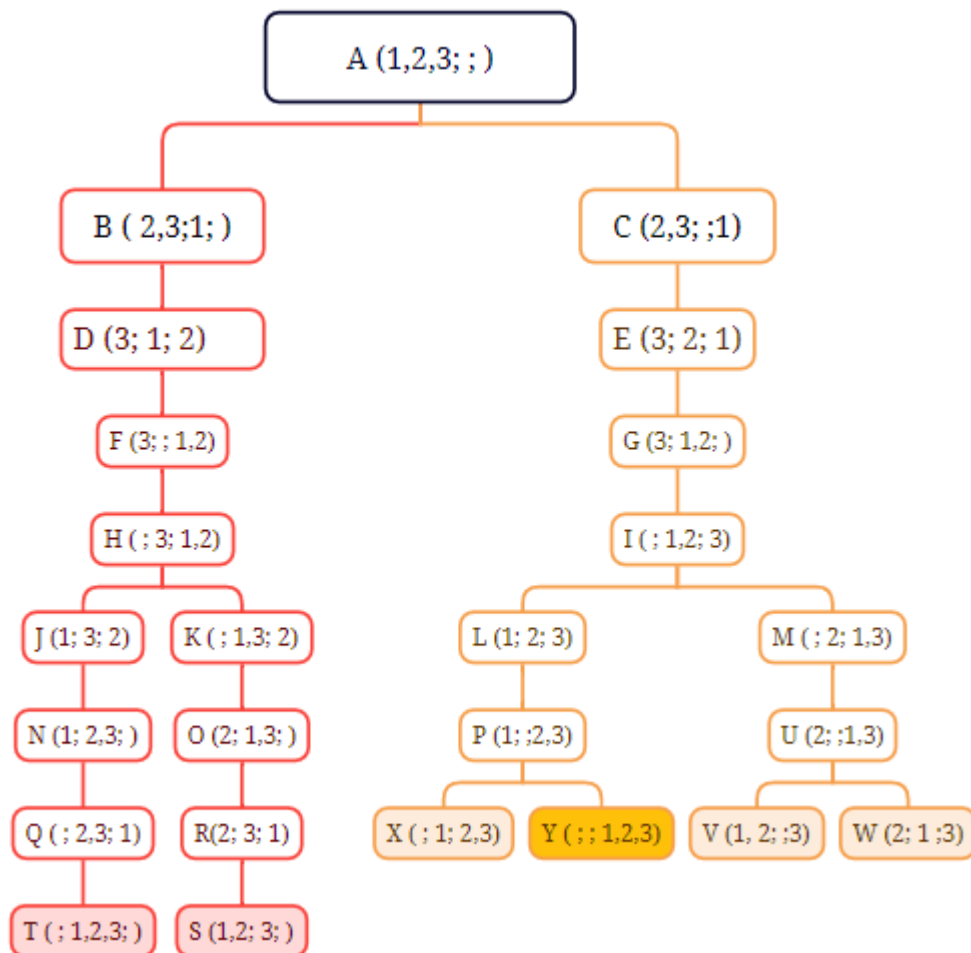 A (1,2,3; ; )
B ( 2,3;1; )
C (2,3; ;1)
D (3; 1; 2)
E (3; 2; 1)
F (3; ; 1,2)
G (3; 1,2; )
H ( ; 3; 1,2)
I ( ; 1,2; 3)
J (1; 3; 2)
K ( ; 1,3; 2)
L (1; 2; 3)
M ( ; 2; 1,3)
N (1; 2,3; )
O (2; 1,3; )
P (1; ;2,3)
U (2; ;1,3)
Q ( ; 2,3; 1)
R(2; 3; 1)
X ( ; 1; 2,3)
Y ( ; ; 1,2,3)
V (1, 2; ;3)
W (2; 1 ;3)
T ( ; 1,2,3; )
S (1,2; 3; )